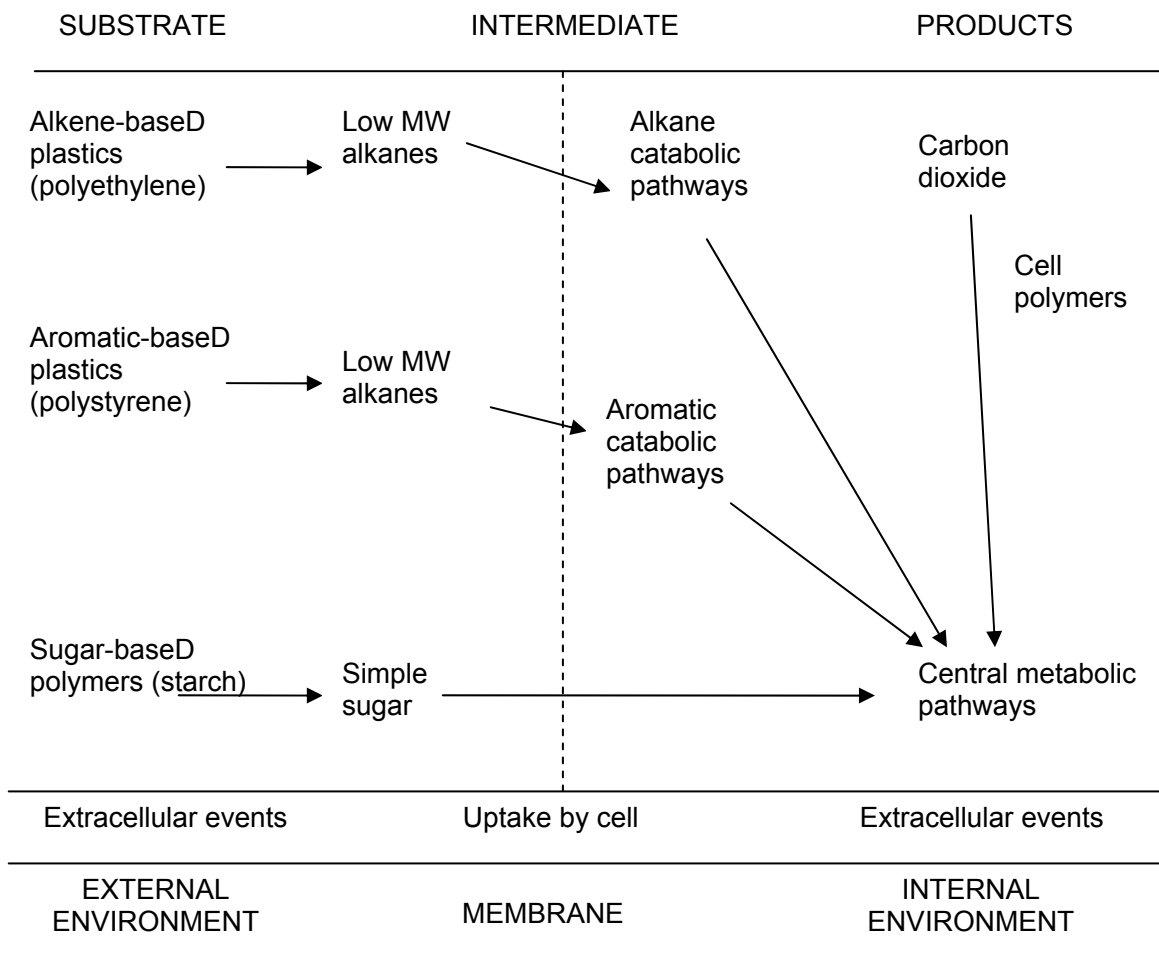 SUBSTRATE
INTERMEDIATE
PRODUCTS
Alkene-baseD
plastics
(polyethylene)
Low MW
alkanes
Alkane
catabolic
pathways
Carbon
dioxide
Cell
polymers
Aromatic-baseD
plastics
(polystyrene)
Low MW
alkanes
Aromatic
catabolic
pathways
Sugar-baseD
polymers (starch)
Simple
sugar
Central metabolic
pathways
Extracellular events
Uptake by cell
Extracellular events
EXTERNAL
ENVIRONMENT
MEMBRANE
INTERNAL
ENVIRONMENT